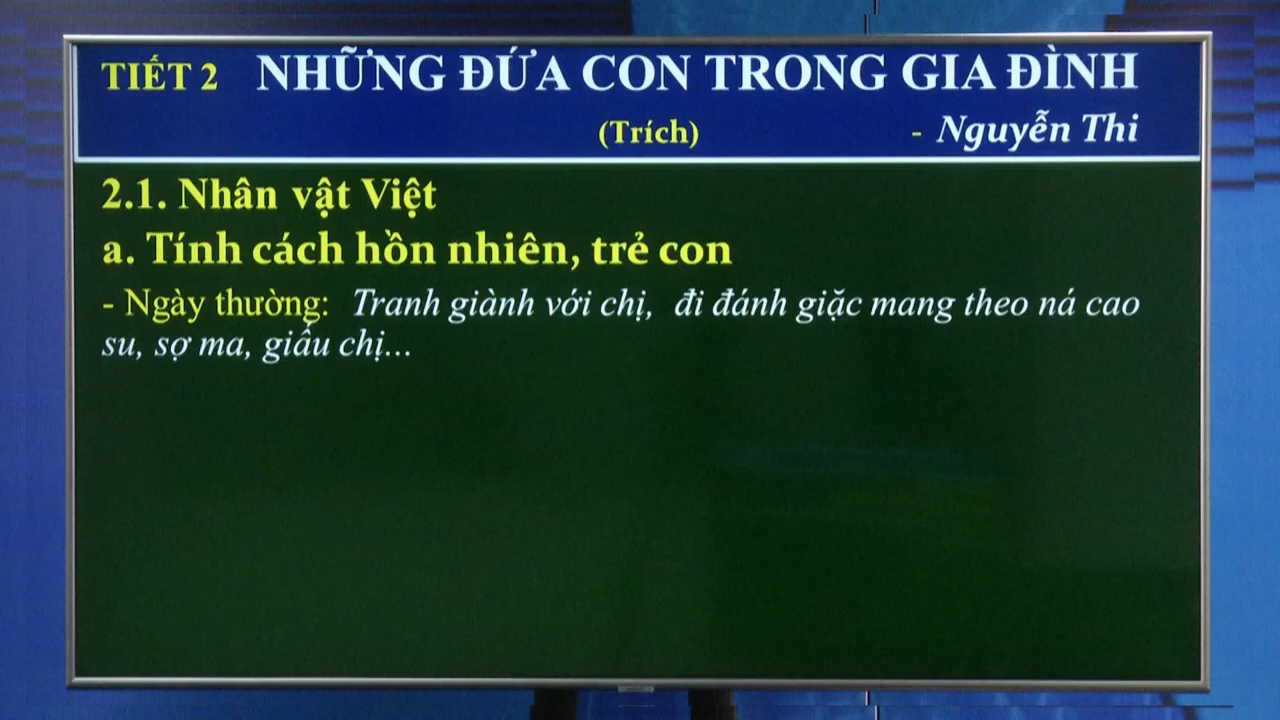 TIẾT 2 NHỮNG ĐỨA CON TRONG GIA ĐÌNH
(Trích) - Nguyễn Thi
2.1. Nhân vật Việt
a. Tính cách hồn nhiên, trẻ con
- Ngày thường: Tranh giành với chị, đi đánh giặc mang theo ná cao
su, sợ ma, giấu chị...